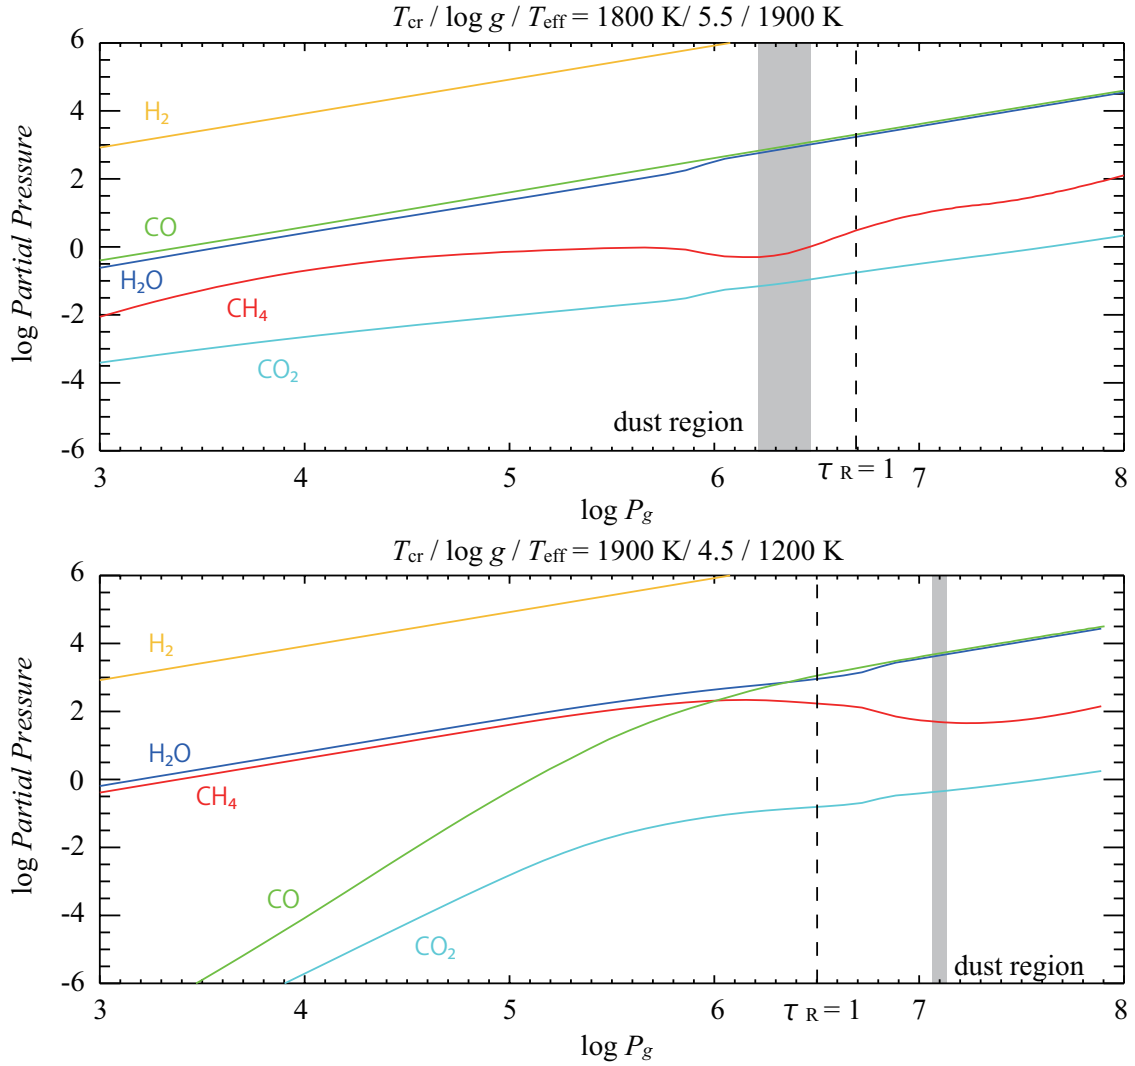 T_cr / log g / T_eff = 1800 K/ 5.5 / 1900 K
6
4
2
0
-2
-4
-6
log Partial Pressure
H₂
CO
H₂O
CH₄
CO₂
dust region
3
4
5
6
7
8
τ R = 1
log P_g
T_cr / log g / T_eff = 1900 K/ 4.5 / 1200 K
6
4
2
0
-2
-4
-6
log Partial Pressure
H₂
H₂O
CH₄
CO
CO₂
dust region
3
4
5
6
7
8
τ R = 1
log P_g